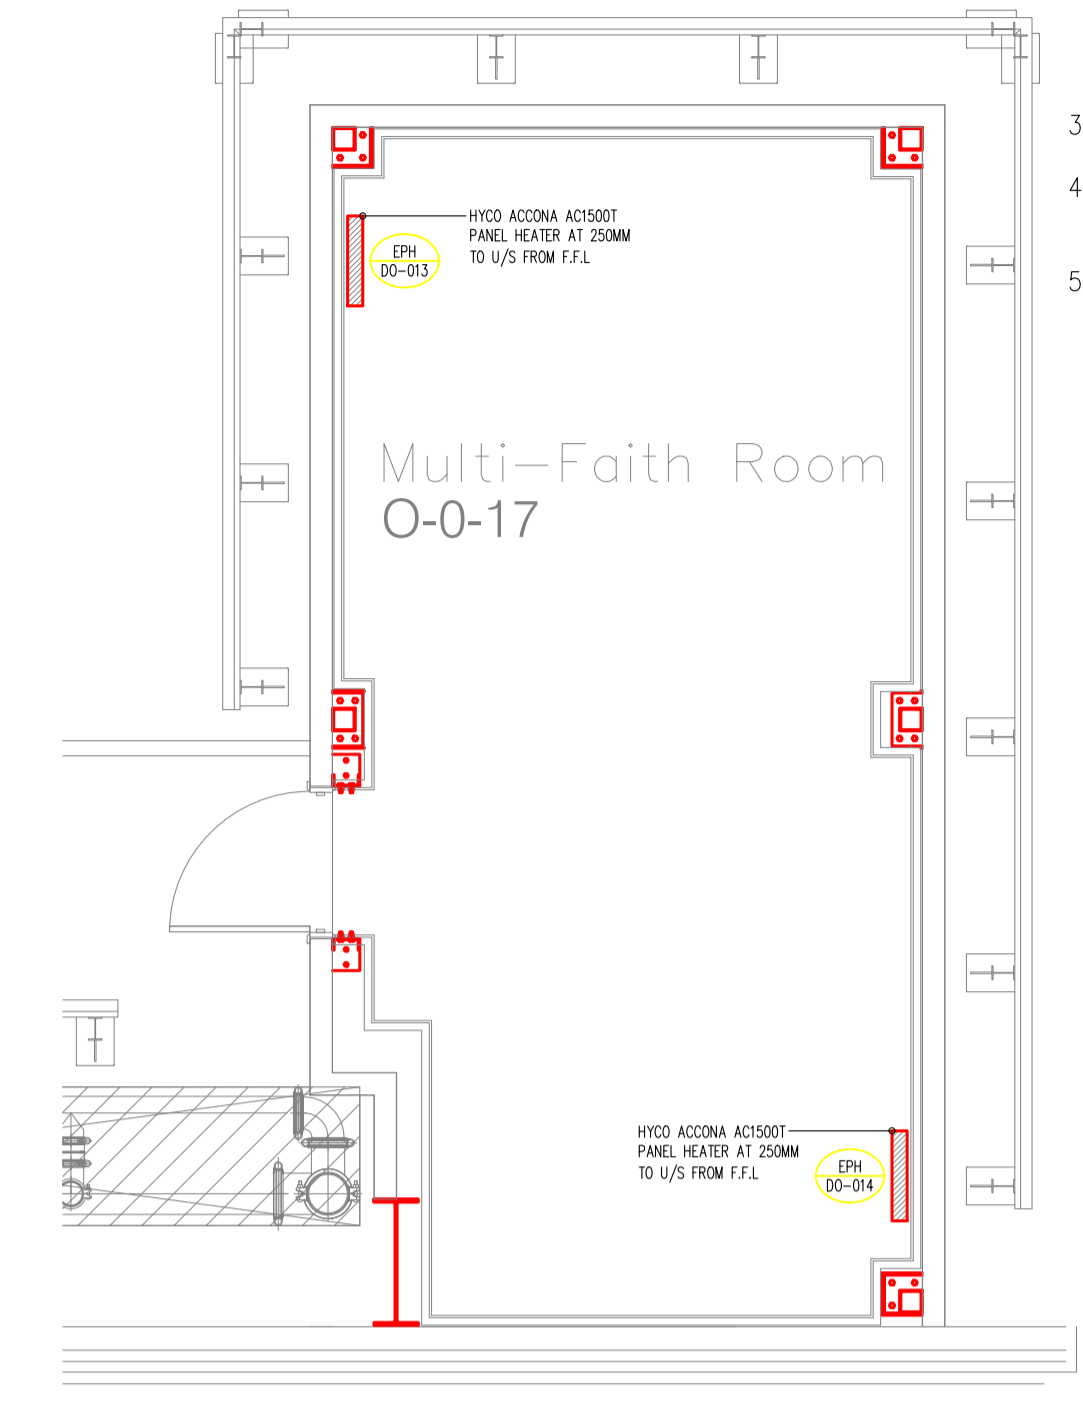 3
4
5
HYCO ACCONA AC1500T
PANEL HEATER AT 250MM
TO U/S FROM F.F.L
EPH
DO-013
Multi-Faith Room
O-0-17
HYCO ACCONA AC1500T
PANEL HEATER AT 250MM
TO U/S FROM F.F.L
EPH
DO-014